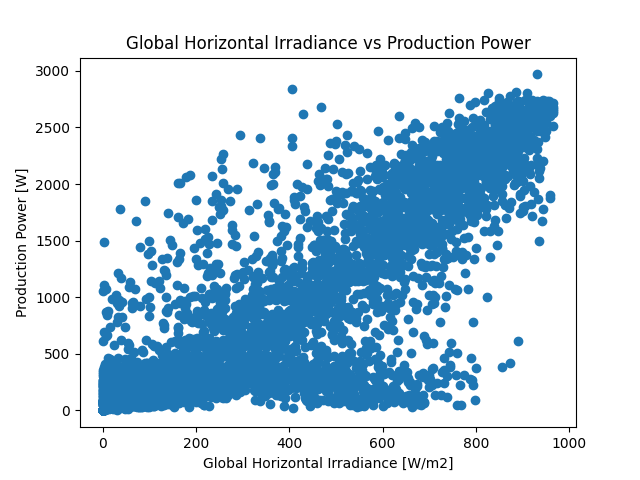 Global Horizontal Irradiance vs Production Power
3000
2500
2000
1500
1000
500
0
Production Power [W]
0 200 400 600 800 1000
Global Horizontal Irradiance [W/m2]